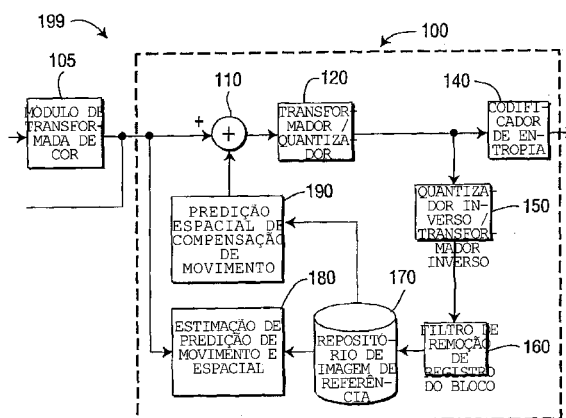 199
100
105
110
120
140
MÓDULO DE
TRANSFOR-
MADA DE
COR
+
+
TRANSFOR
MADOR /
QUANTIZA
DOR
CODIFI-
CADOR
DE EN-
TROPIA
190
PREDIÇÃO
ESPACIAL DE
COMPENSAÇÃO
DE
MOVIMENTO
QUANTIZA
DOR IN-
VERSO /
TRANSFOR-
MADOR
INVERSO
150
180
170
ESTIMAÇÃO DE
PREDIÇÃO DE
MOVIMENTO E
ESPACIAL
REPOSITÓ-
RIO DE
IMAGEM DE
REFERÊN-
CIA
FILTRO DE
REMOÇÃO
DE
REGISTRO
DO BLOCO
160